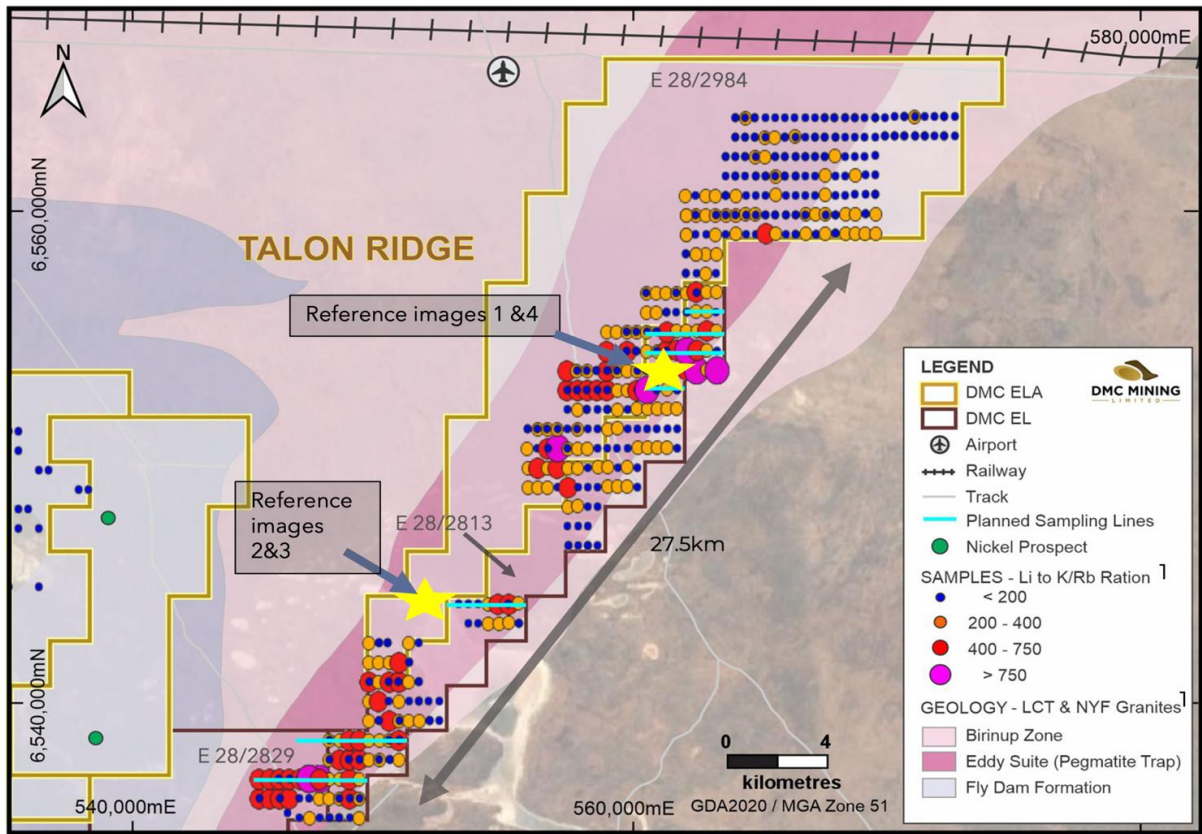 580,000mE
N
E 28/2984
6,560,000mN
TALON RIDGE
Reference images 1 &4
Reference
images
2&3
E 28/2813
27.5km
6,540,000mN
E 28/2829
540,000mE
560,000mE
0 4
kilometres
GDA2020 / MGA Zone 51
LEGEND
DMC MINING
LIMITED
DMC ELA
DMC EL
Airport
Railway
Track
Planned Sampling Lines
Nickel Prospect
SAMPLES - Li to K/Rb Ration 1
< 200
200 - 400
400 - 750
> 750
GEOLOGY - LCT & NYF Granites 1
Birinup Zone
Eddy Suite (Pegmatite Trap)
Fly Dam Formation